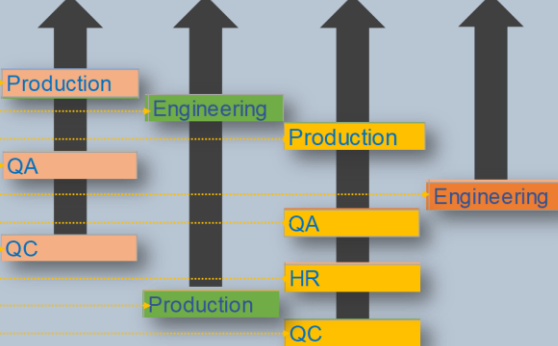 Production
Engineering
Production
QA
Engineering
QA
QC
HR
Production
QC